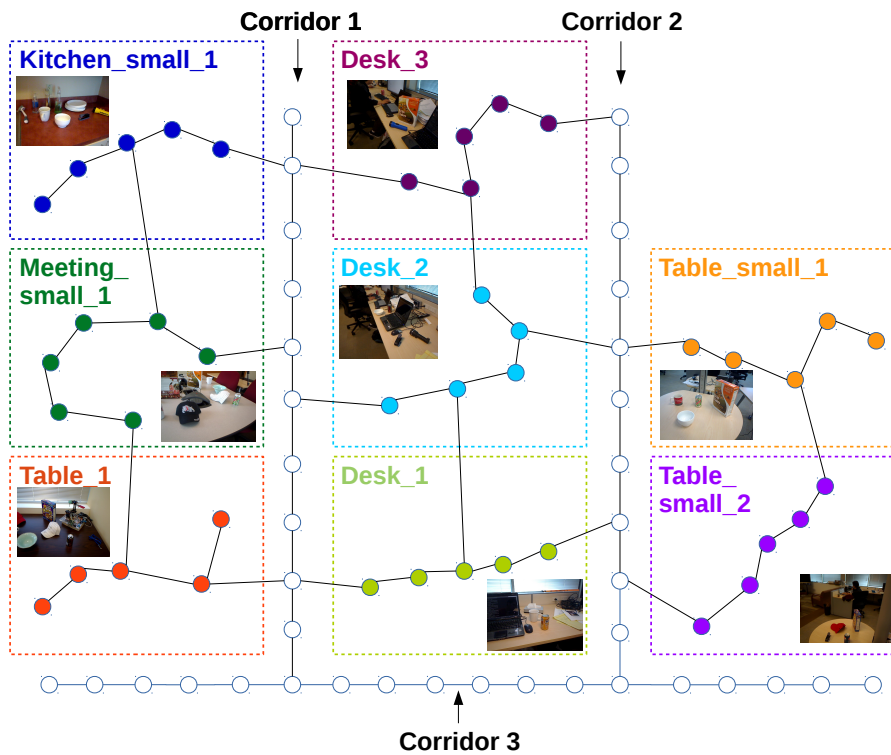 Corridor 1
Corridor 2
Kitchen_small_1
Desk_3
Meeting_
small_1
Desk_2
Table_small_1
Table_1
Desk_1
Table_
small_2
Corridor 3